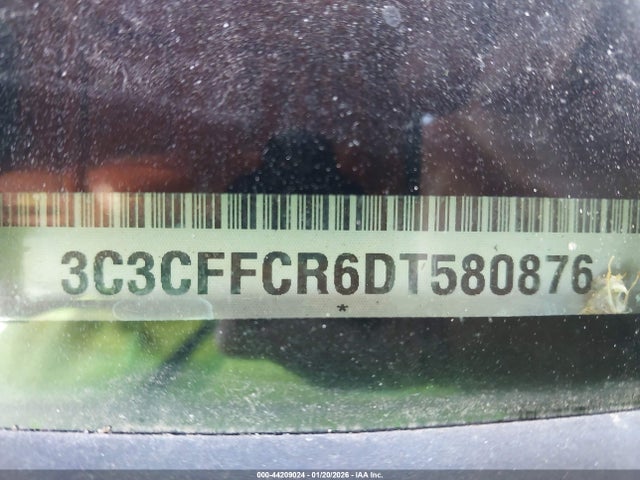 3C3CFFCR6DT580876
*
000-44209024 - 01/20/2026 - IAA Inc.